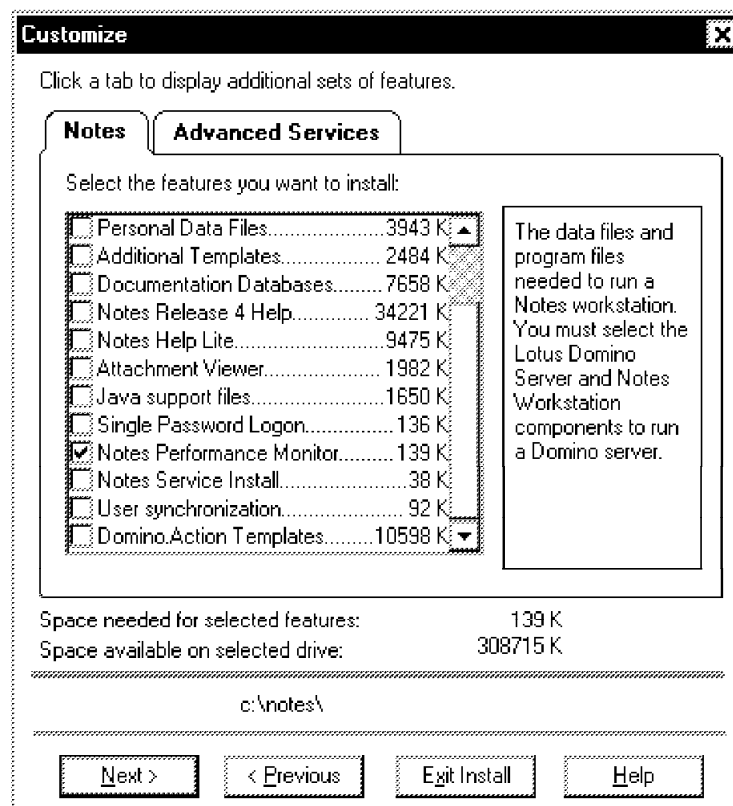 Customize
Click a tab to display additional sets of features.
Notes
Advanced Services
Select the features you want to install:
Personal Data Files....................3943 K
Additional Templates...................2484 K
Documentation Databases.........7658 K
Notes Release 4 Help............... 34221 K
Notes Help Lite...........................9475 K
Attachment Viewer...................... 1982 K
Java support files........................1650 K
Single Password Logon................136 K
Notes Performance Monitor..........139 K
Notes Service Install.......................38 K
User synchronization...................... 92 K
Domino.Action Templates.........10598 K
The data files and
program files
needed to run a
Notes workstation.
You must select the
Lotus Domino
Server and Notes
Workstation
components to run
a Domino server.
Space needed for selected features: 139 K
Space available on selected drive: 308715 K
c:\notes\
Next >
< Previous
Exit Install
Help